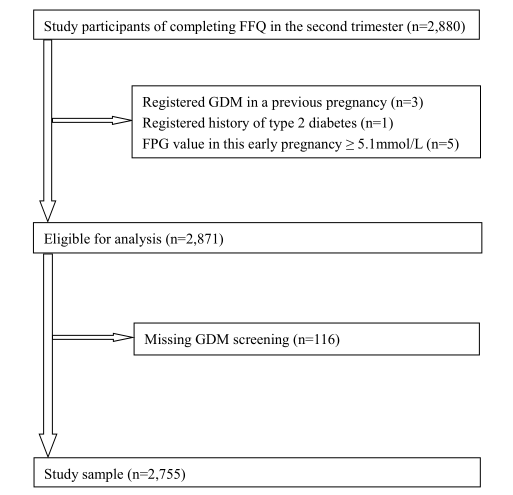 Study participants of completing FFQ in the second trimester (n=2,880)
Registered GDM in a previous pregnancy (n=3)
Registered history of type 2 diabetes (n=1)
FPG value in this early pregnancy ≥ 5.1mmol/L (n=5)
Eligible for analysis (n=2,871)
Missing GDM screening (n=116)
Study sample (n=2,755)